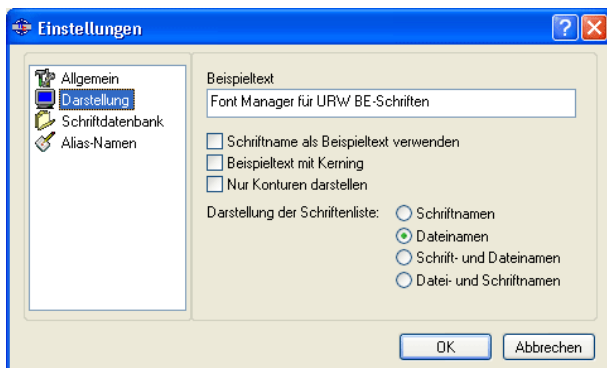 Einstellungen
Allgemein
Darstellung
Schriftdatenbank
Alias-Namen
Beispieltext
Font Manager für URW BE-Schriften
Schriftname als Beispieltext verwenden
Beispieltext mit Kerning
Nur Konturen darstellen
Darstellung der Schriftenliste:
Schriftnamen
Dateinamen
Schrift- und Dateinamen
Datei- und Schriftnamen
OK
Abbrechen